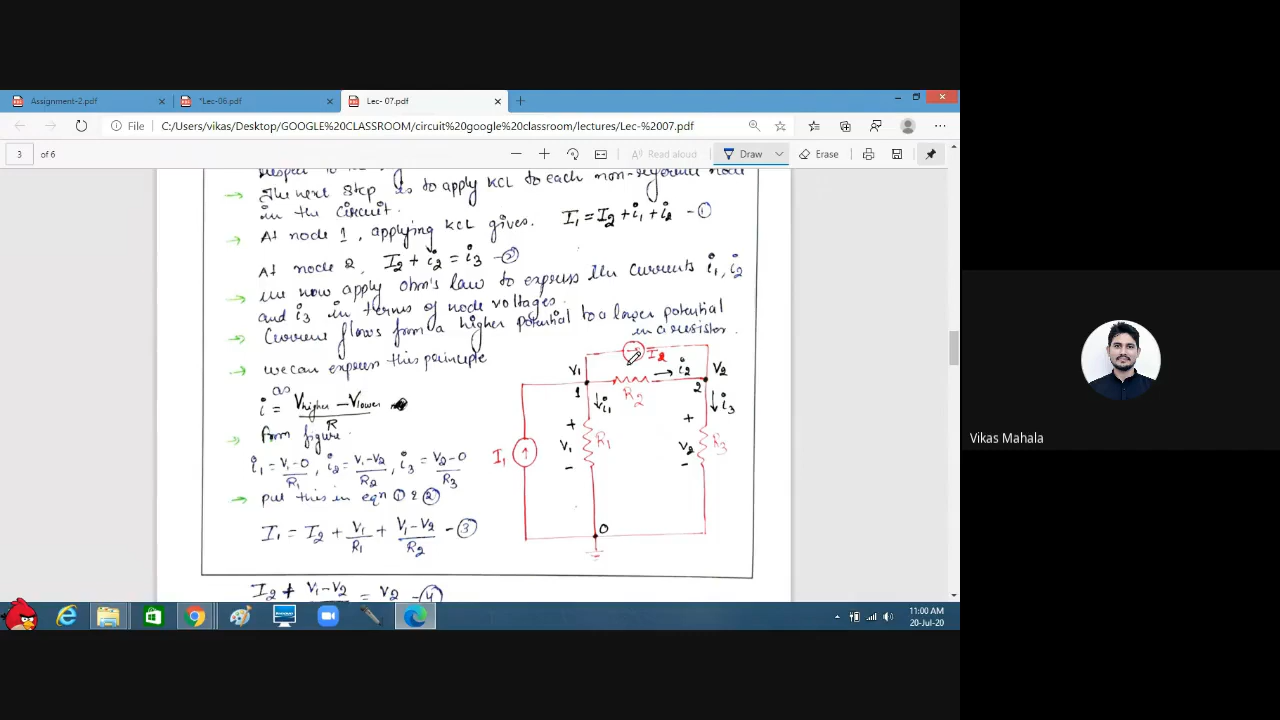 Assignment-2.pdf
*Lec-06.pdf
Lec- 07.pdf
File
C:/Users/vikas/Desktop/GOOGLE%20CLASSROOM/circuit%20google%20classroom/lectures/Lec-%2007.pdf
3 of 6
Read aloud
Draw
Erase
→ The next step is to apply KCL to each non-reference node
in the circuit.
→ At node 1, applying KCL gives. I₁ = I₂ + i₁ + i₂ - ①
At node 2, I₂ + i₂ = i₃ - ②
→ we now apply ohm's law to express the currents i₁, i₂
and i₃ in terms of node voltages.
→ Current flows from a higher potential to a lower potential
in a resistor.
→ we can express this principle
as
i = Vhigher - Vlower / R
→ from figure.
i₁ = V₁-0 / R₁, i₂ = V₁-V₂ / R₂, i₃ = V₂-0 / R₃
→ put this in eqn ① & ②
I₁ = I₂ + V₁/R₁ + V₁-V₂ / R₂ - ③
I₂ + V₁-V₂ = V₂ - ④
I₂
V₁ → i₂ V₂
1 R₂ 2
↓i₁ ↓i₃
+ +
I₁ V₁ R₁ V₂ R₃
- -
0
Vikas Mahala
11:00 AM
20-Jul-20